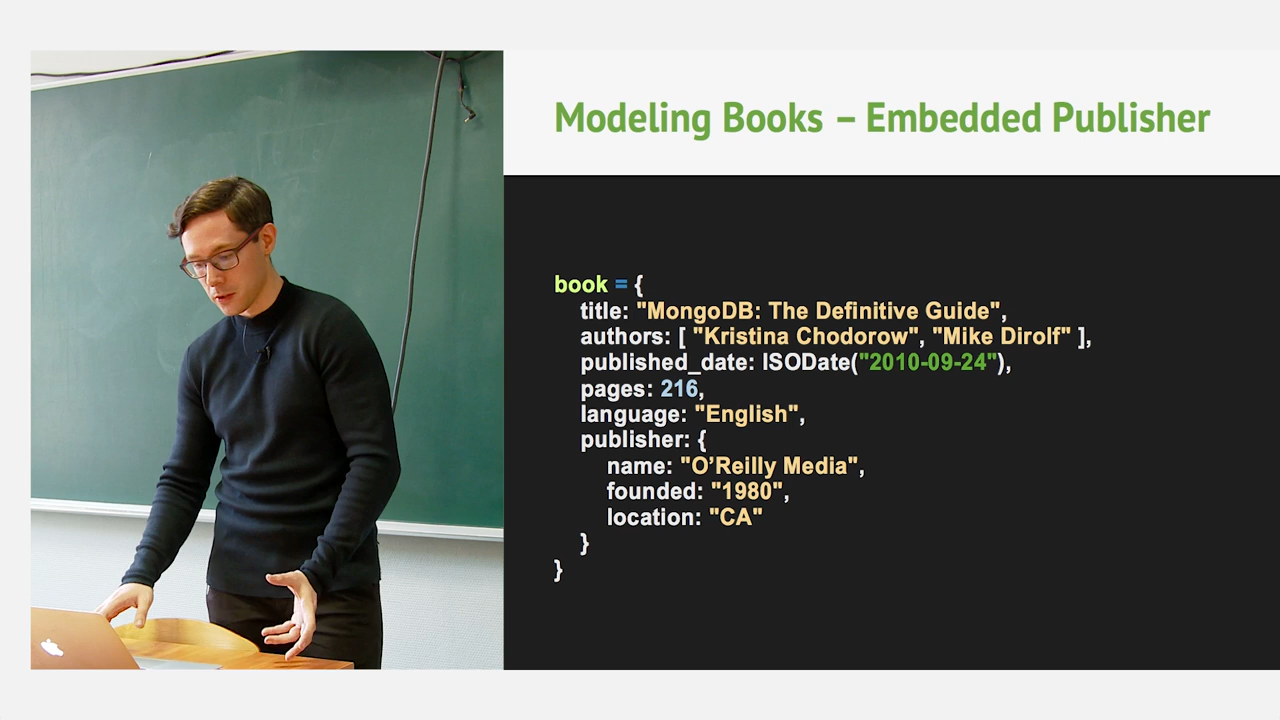 Modeling Books – Embedded Publisher
book = {
title: "MongoDB: The Definitive Guide",
authors: [ "Kristina Chodorow", "Mike Dirolf" ],
published_date: ISODate("2010-09-24"),
pages: 216,
language: "English",
publisher: {
name: "O’Reilly Media",
founded: "1980",
location: "CA"
}
}